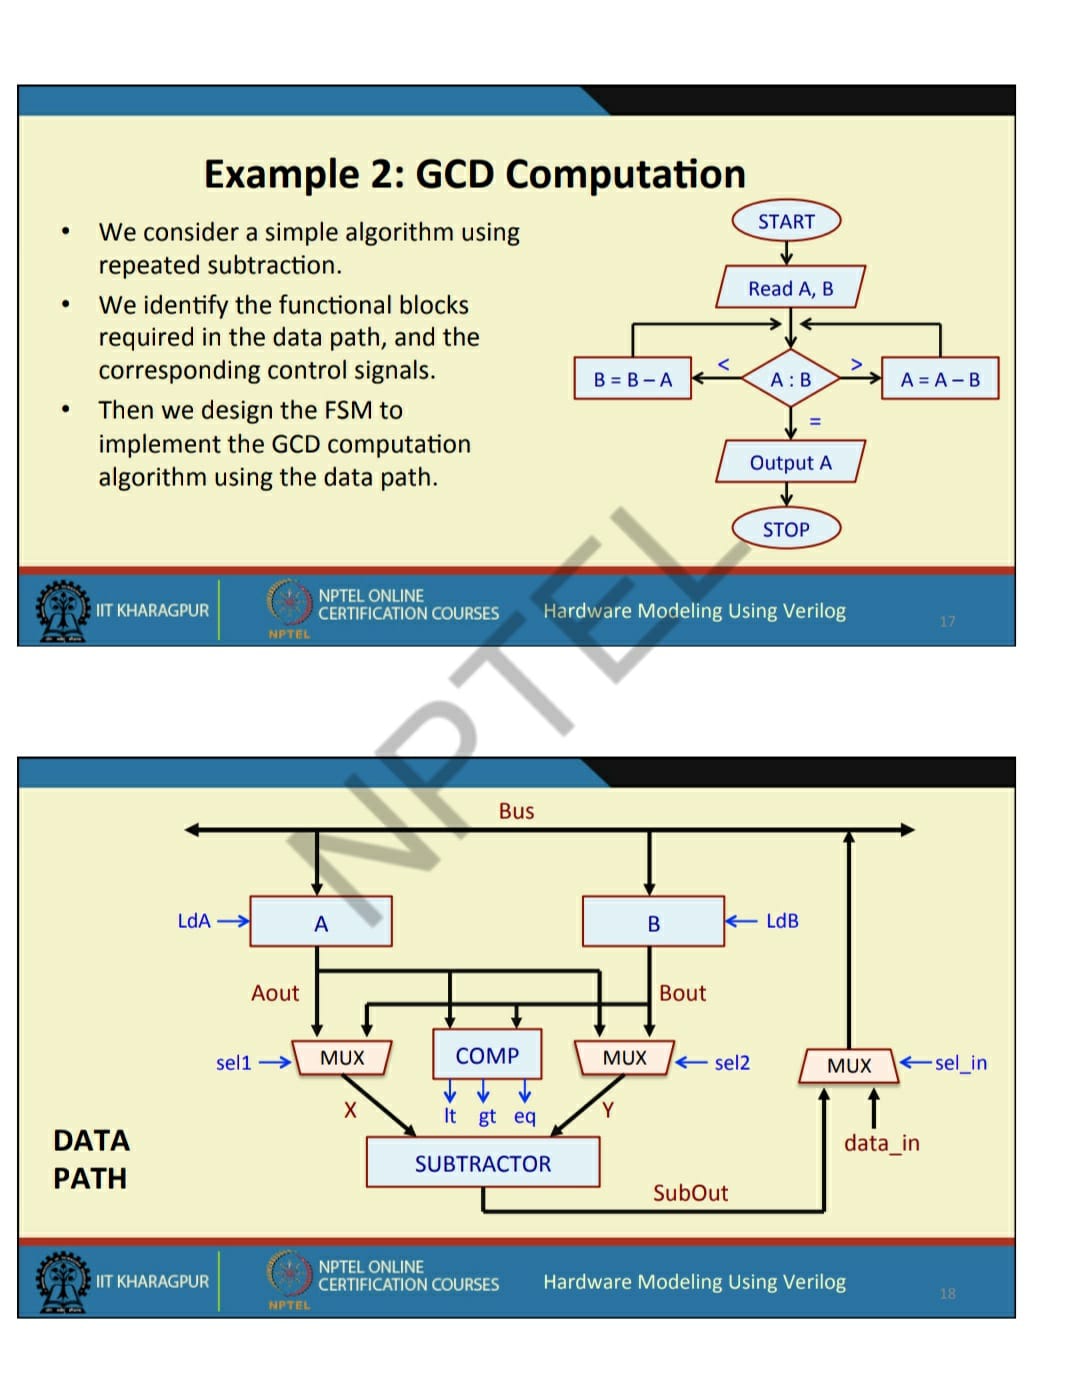 Example 2: GCD Computation
• We consider a simple algorithm using
repeated subtraction.
• We identify the functional blocks
required in the data path, and the
corresponding control signals.
• Then we design the FSM to
implement the GCD computation
algorithm using the data path.
START
Read A, B
B = B – A
<
A : B
>
A = A – B
=
Output A
STOP
IIT KHARAGPUR
NPTEL
NPTEL ONLINE
CERTIFICATION COURSES
Hardware Modeling Using Verilog
17
NPTEL
Bus
LdA
A
B
LdB
Aout
Bout
sel1
MUX
COMP
MUX
sel2
MUX
sel_in
X
lt gt eq
Y
data_in
DATA
PATH
SUBTRACTOR
SubOut
IIT KHARAGPUR
NPTEL
NPTEL ONLINE
CERTIFICATION COURSES
Hardware Modeling Using Verilog
18